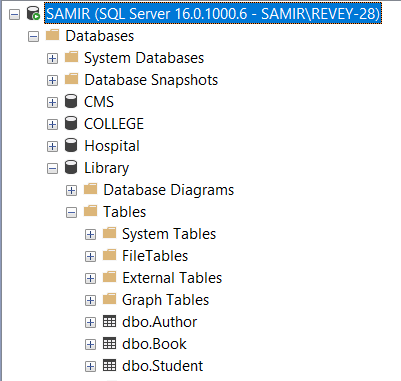 SAMIR (SQL Server 16.0.1000.6 - SAMIR\REVEY-28)
Databases
System Databases
Database Snapshots
CMS
COLLEGE
Hospital
Library
Database Diagrams
Tables
System Tables
FileTables
External Tables
Graph Tables
dbo.Author
dbo.Book
dbo.Student